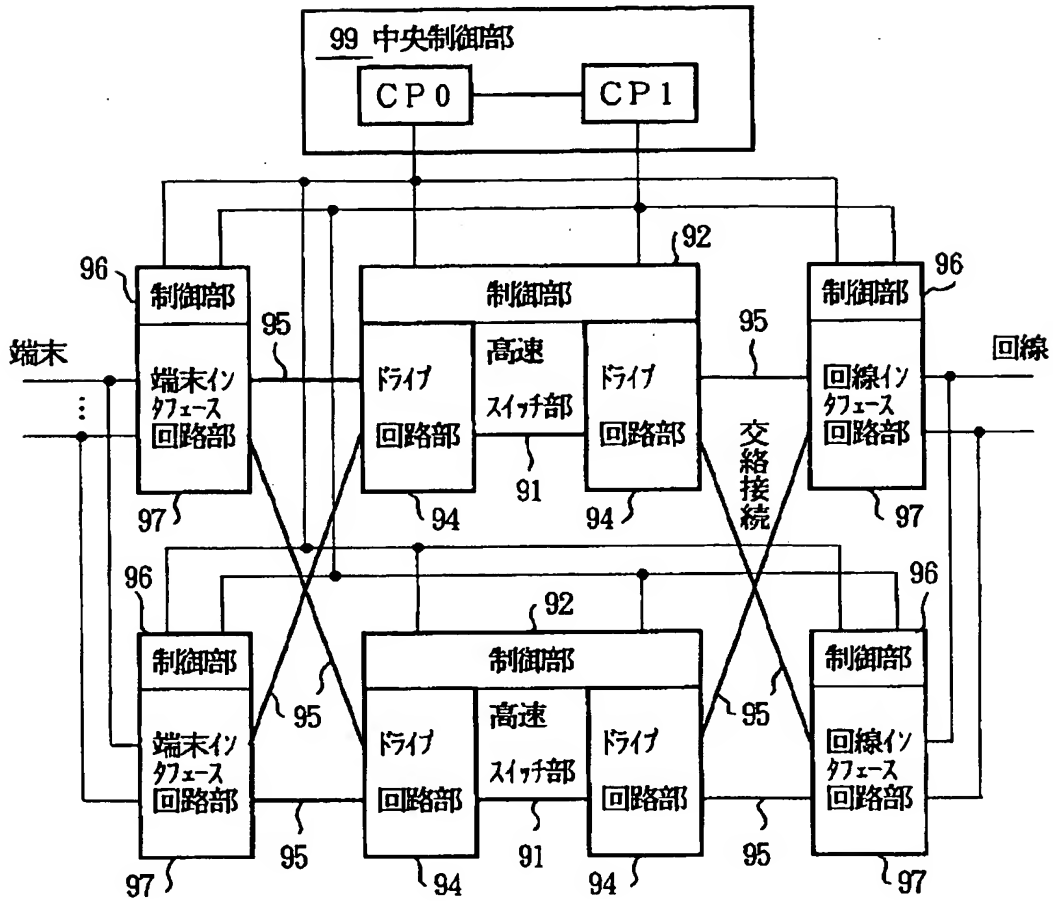 99 中央制御部
CP0
CP1
92
96
制御部
制御部
制御部
96
端末
95
95
回線
端末イン
タフェース
回路部
ドライブ
回路部
高速
スイッチ部
ドライブ
回路部
回線イン
タフェース
回路部
交絡接続
97
94
91
94
97
96
92
96
制御部
制御部
制御部
95
95
95
95
端末イン
タフェース
回路部
ドライブ
回路部
高速
スイッチ部
ドライブ
回路部
回線イン
タフェース
回路部
95
91
95
97
94
94
97